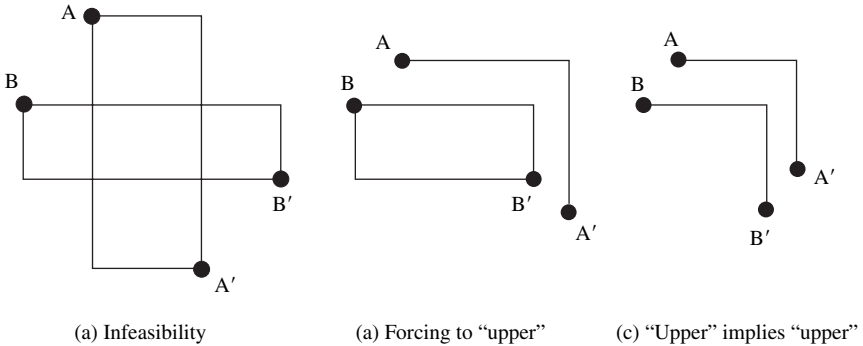 A
B
B′
A′
(a) Infeasibility
A
B
B′
A′
(a) Forcing to “upper”
A
B
A′
B′
(c) “Upper” implies “upper”